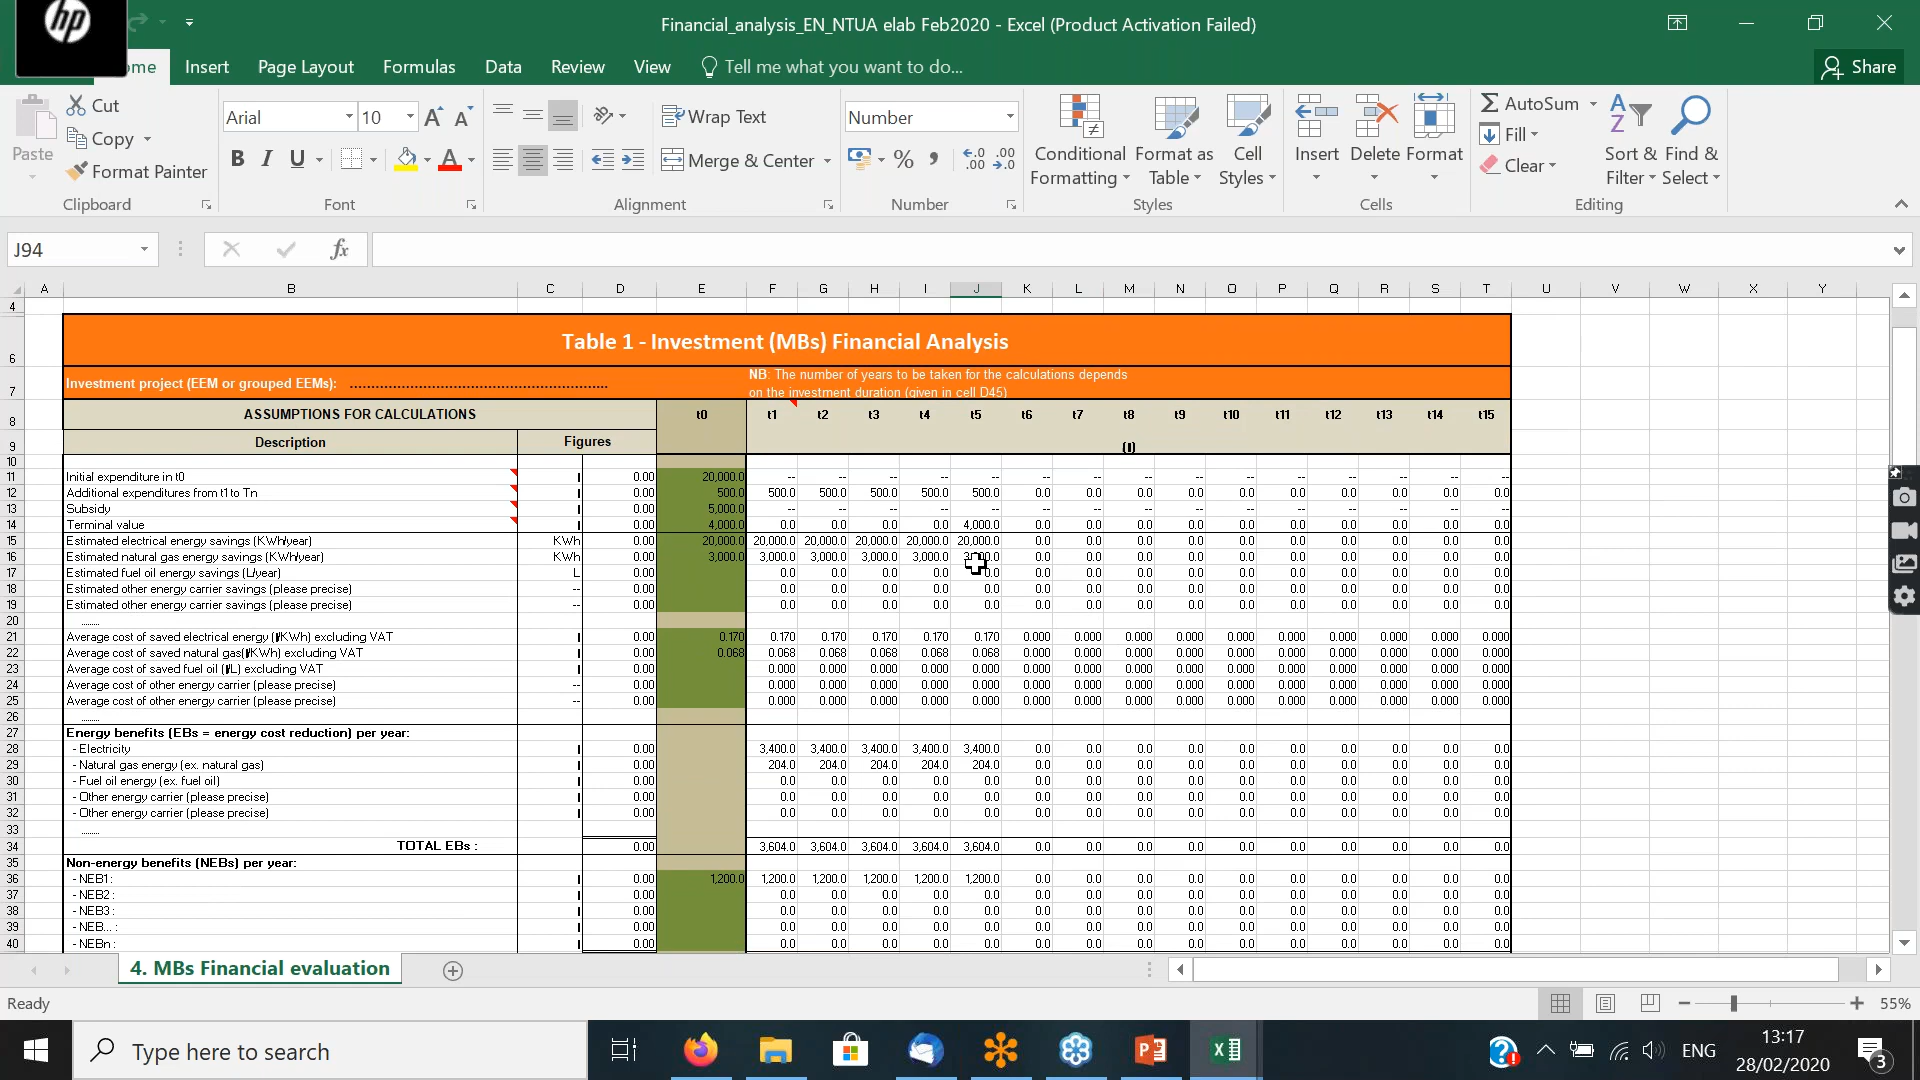 hp
Financial_analysis_EN_NTUA elab Feb2020 - Excel (Product Activation Failed)
ome Insert Page Layout Formulas Data Review View Tell me what you want to do... Share
Paste Cut Copy Format Painter Clipboard
Arial 10 A A B I U A Font
Wrap Text Merge & Center Alignment
Number % , .0 .00 .00 .0 Number
Conditional Formatting Format as Table Cell Styles Styles
Insert Delete Format Cells
AutoSum Fill Clear Sort & Filter Find & Select Editing
J94 fx
A B C D E F G H I J K L M N O P Q R S T U V W X Y
4
6 Table 1 - Investment (MBs) Financial Analysis
7 Investment project (EEM or grouped EEMs): ............................................................ NB: The number of years to be taken for the calculations depends
on the investment duration (given in cell D45)
8 ASSUMPTIONS FOR CALCULATIONS t0 t1 t2 t3 t4 t5 t6 t7 t8 t9 t10 t11 t12 t13 t14 t15
9 Description Figures (I)
10
11 Initial expenditure in t0 I 0.00 20,000.0 -- -- -- -- -- -- -- -- -- -- -- -- -- -- --
12 Additional expenditures from t1 to Tn I 0.00 500.0 500.0 500.0 500.0 500.0 500.0 0.0 0.0 0.0 0.0 0.0 0.0 0.0 0.0 0.0 0.0
13 Subsidy I 0.00 5,000.0 -- -- -- -- -- -- -- -- -- -- -- -- -- -- --
14 Terminal value I 0.00 4,000.0 0.0 0.0 0.0 0.0 4,000.0 0.0 0.0 0.0 0.0 0.0 0.0 0.0 0.0 0.0 0.0
15 Estimated electrical energy savings (KWh/year) KWh 0.00 20,000.0 20,000.0 20,000.0 20,000.0 20,000.0 20,000.0 0.0 0.0 0.0 0.0 0.0 0.0 0.0 0.0 0.0 0.0
16 Estimated natural gas energy savings (KWh/year) KWh 0.00 3,000.0 3,000.0 3,000.0 3,000.0 3,000.0 0.0 0.0 0.0 0.0 0.0 0.0 0.0 0.0 0.0 0.0
17 Estimated fuel oil energy savings (L/year) L 0.00 0.0 0.0 0.0 0.0 0.0 0.0 0.0 0.0 0.0 0.0 0.0 0.0 0.0 0.0 0.0
18 Estimated other energy carrier savings (please precise) -- 0.00 0.0 0.0 0.0 0.0 0.0 0.0 0.0 0.0 0.0 0.0 0.0 0.0 0.0 0.0 0.0
19 Estimated other energy carrier savings (please precise) -- 0.00 0.0 0.0 0.0 0.0 0.0 0.0 0.0 0.0 0.0 0.0 0.0 0.0 0.0 0.0 0.0
20 ........
21 Average cost of saved electrical energy (I/KWh) excluding VAT I 0.00 0.170 0.170 0.170 0.170 0.170 0.170 0.000 0.000 0.000 0.000 0.000 0.000 0.000 0.000 0.000 0.000
22 Average cost of saved natural gas(I/KWh) excluding VAT I 0.00 0.068 0.068 0.068 0.068 0.068 0.068 0.000 0.000 0.000 0.000 0.000 0.000 0.000 0.000 0.000 0.000
23 Average cost of saved fuel oil (I/L) excluding VAT I 0.00 0.000 0.000 0.000 0.000 0.000 0.000 0.000 0.000 0.000 0.000 0.000 0.000 0.000 0.000 0.000
24 Average cost of other energy carrier (please precise) -- 0.00 0.000 0.000 0.000 0.000 0.000 0.000 0.000 0.000 0.000 0.000 0.000 0.000 0.000 0.000 0.000
25 Average cost of other energy carrier (please precise) -- 0.00 0.000 0.000 0.000 0.000 0.000 0.000 0.000 0.000 0.000 0.000 0.000 0.000 0.000 0.000 0.000
26 ........
27 Energy benefits (EBs = energy cost reduction) per year:
28 - Electricity I 0.00 3,400.0 3,400.0 3,400.0 3,400.0 3,400.0 0.0 0.0 0.0 0.0 0.0 0.0 0.0 0.0 0.0 0.0
29 - Natural gas energy (ex. natural gas) I 0.00 204.0 204.0 204.0 204.0 204.0 0.0 0.0 0.0 0.0 0.0 0.0 0.0 0.0 0.0 0.0
30 - Fuel oil energy (ex. fuel oil) I 0.00 0.0 0.0 0.0 0.0 0.0 0.0 0.0 0.0 0.0 0.0 0.0 0.0 0.0 0.0 0.0
31 - Other energy carrier (please precise) I 0.00 0.0 0.0 0.0 0.0 0.0 0.0 0.0 0.0 0.0 0.0 0.0 0.0 0.0 0.0 0.0
32 - Other energy carrier (please precise) I 0.00 0.0 0.0 0.0 0.0 0.0 0.0 0.0 0.0 0.0 0.0 0.0 0.0 0.0 0.0 0.0
33 ........
34 TOTAL EBs : 0.00 3,604.0 3,604.0 3,604.0 3,604.0 3,604.0 0.0 0.0 0.0 0.0 0.0 0.0 0.0 0.0 0.0 0.0
35 Non-energy benefits (NEBs) per year:
36 - NEB1 : I 0.00 1,200.0 1,200.0 1,200.0 1,200.0 1,200.0 1,200.0 0.0 0.0 0.0 0.0 0.0 0.0 0.0 0.0 0.0 0.0
37 - NEB2 : I 0.00 0.0 0.0 0.0 0.0 0.0 0.0 0.0 0.0 0.0 0.0 0.0 0.0 0.0 0.0 0.0
38 - NEB3 : I 0.00 0.0 0.0 0.0 0.0 0.0 0.0 0.0 0.0 0.0 0.0 0.0 0.0 0.0 0.0 0.0
39 - NEB... : I 0.00 0.0 0.0 0.0 0.0 0.0 0.0 0.0 0.0 0.0 0.0 0.0 0.0 0.0 0.0 0.0
40 - NEBn : I 0.00 0.0 0.0 0.0 0.0 0.0 0.0 0.0 0.0 0.0 0.0 0.0 0.0 0.0 0.0 0.0
4. MBs Financial evaluation
Ready 55%
Type here to search ENG 13:17
28/02/2020 3